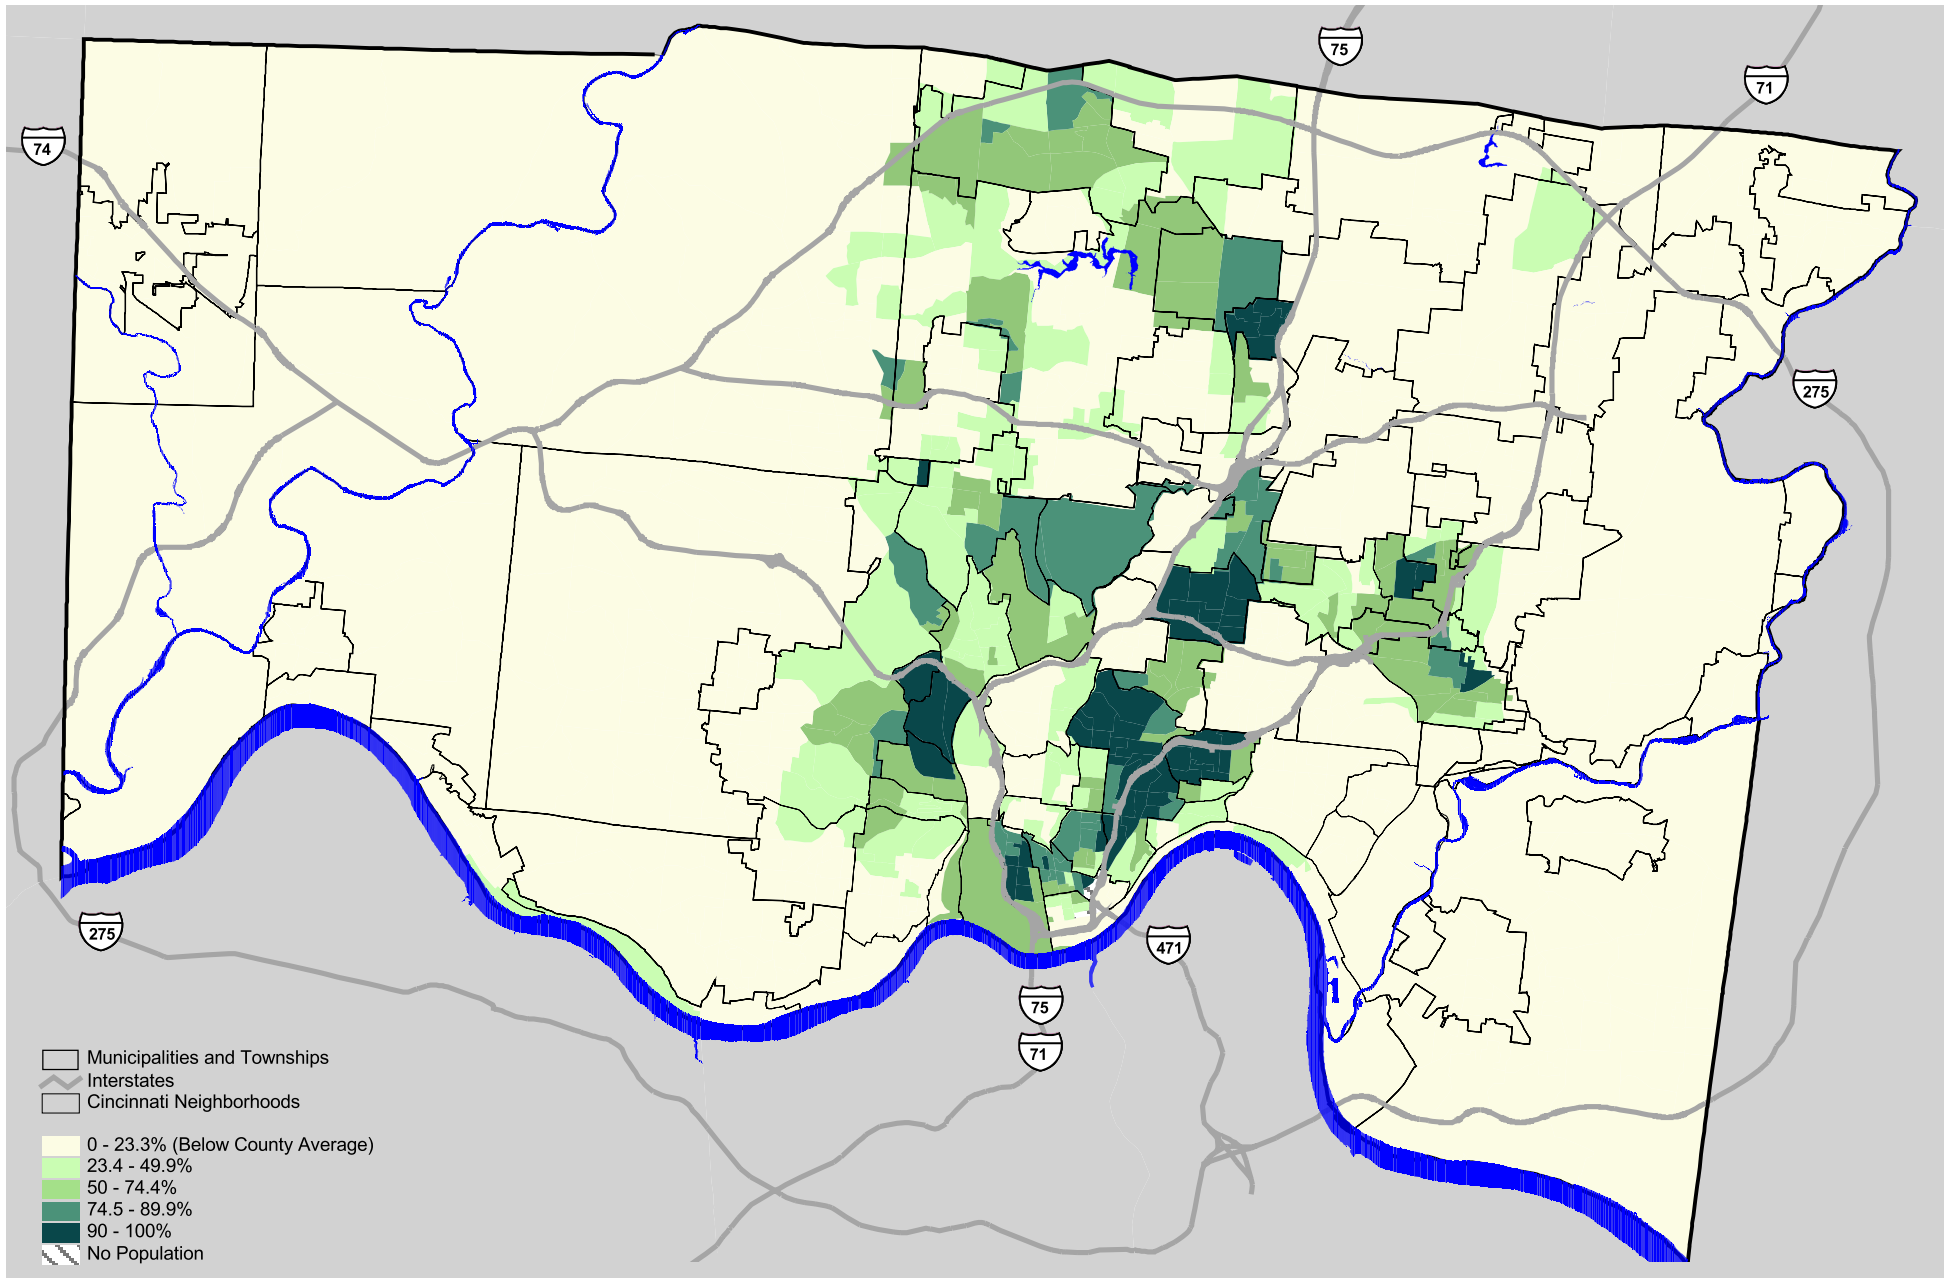 75
71
74
275
275
471
75
71
Municipalities and Townships
Interstates
Cincinnati Neighborhoods
0 - 23.3% (Below County Average)
23.4 - 49.9%
50 - 74.4%
74.5 - 89.9%
90 - 100%
No Population